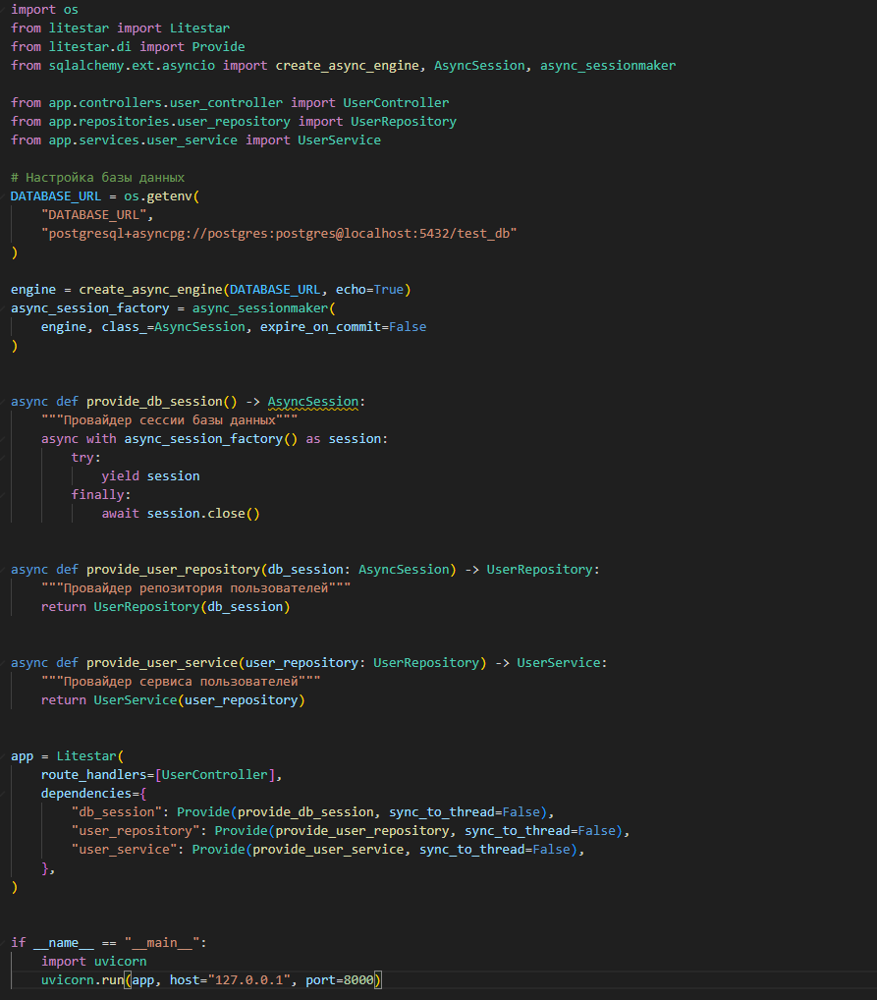 import os
from litestar import Litestar
from litestar.di import Provide
from sqlalchemy.ext.asyncio import create_async_engine, AsyncSession, async_sessionmaker

from app.controllers.user_controller import UserController
from app.repositories.user_repository import UserRepository
from app.services.user_service import UserService

# Настройка базы данных
DATABASE_URL = os.getenv(
    "DATABASE_URL",
    "postgresql+asyncpg://postgres:postgres@localhost:5432/test_db"
)

engine = create_async_engine(DATABASE_URL, echo=True)
async_session_factory = async_sessionmaker(
    engine, class_=AsyncSession, expire_on_commit=False
)


async def provide_db_session() -> AsyncSession:
    """Провайдер сессии базы данных"""
    async with async_session_factory() as session:
        try:
            yield session
        finally:
            await session.close()


async def provide_user_repository(db_session: AsyncSession) -> UserRepository:
    """Провайдер репозитория пользователей"""
    return UserRepository(db_session)


async def provide_user_service(user_repository: UserRepository) -> UserService:
    """Провайдер сервиса пользователей"""
    return UserService(user_repository)


app = Litestar(
    route_handlers=[UserController],
    dependencies={
        "db_session": Provide(provide_db_session, sync_to_thread=False),
        "user_repository": Provide(provide_user_repository, sync_to_thread=False),
        "user_service": Provide(provide_user_service, sync_to_thread=False),
    },
)


if __name__ == "__main__":
    import uvicorn
    uvicorn.run(app, host="127.0.0.1", port=8000)